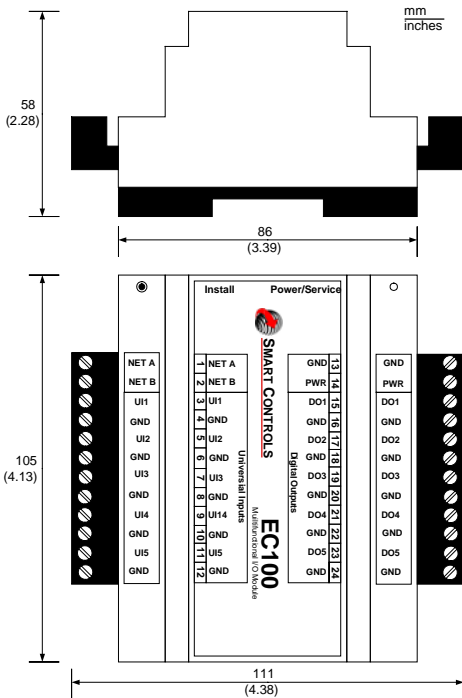 mm
inches
58
(2.28)
86
(3.39)
Install Power/Service
105
(4.13)
NET A
NET B
UI1
GND
UI2
GND
UI3
GND
UI4
GND
UI5
GND
1 NET A
2 NET B
3 UI1
4 GND
5 UI2
6 GND
7 UI3
8 GND
9 UI14
10 GND
11 UI5
12 GND
Universial Inputs
SMART CONTROLS
EC100
Multifunctional I/O Module
Digital Outputs
GND 13
PWR 14
DO1 15
GND 16
DO2 17
GND 18
DO3 19
GND 20
DO4 21
GND 22
DO5 23
GND 24
GND
PWR
DO1
GND
DO2
GND
DO3
GND
DO4
GND
DO5
GND
111
(4.38)